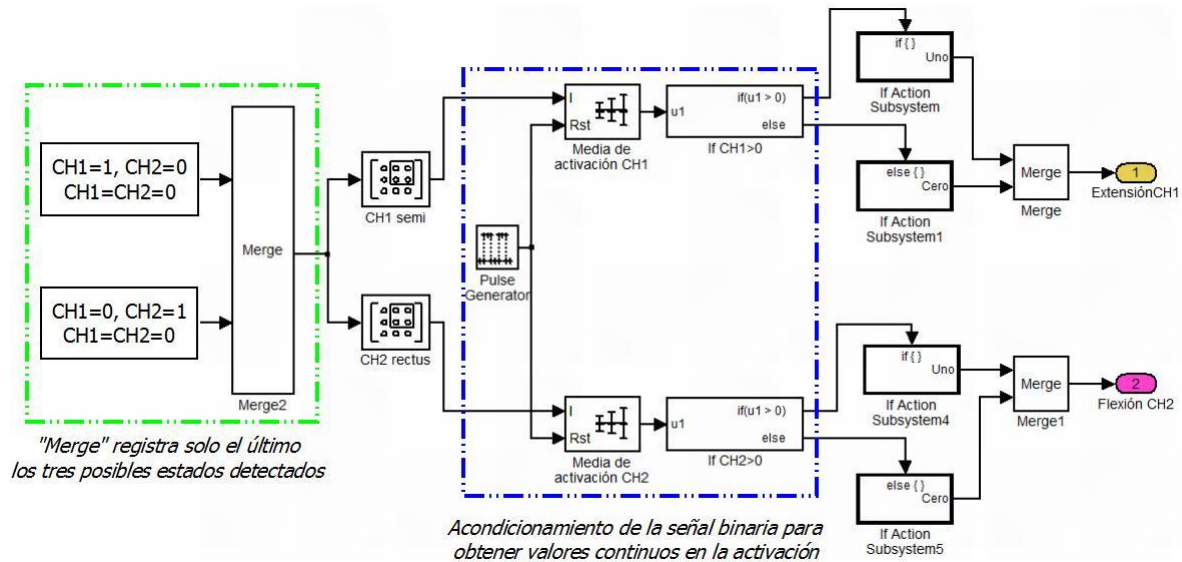 CH1=1, CH2=0
CH1=CH2=0
CH1=0, CH2=1
CH1=CH2=0
Merge
Merge2
"Merge" registra solo el último
los tres posibles estados detectados
CH1 semi
CH2 rectus
Pulse
Generator
I
Rst
Media de
activación CH1
u1
if(u1 > 0)
else
If CH1>0
I
Rst
Media de
activación CH2
u1
if(u1 > 0)
else
If CH2>0
Acondicionamiento de la señal binaria para
obtener valores continuos en la activación
if { }
Uno
If Action
Subsystem
else { }
Cero
If Action
Subsystem1
Merge
Merge
1
ExtensiónCH1
if { }
Uno
If Action
Subsystem4
else { }
Cero
If Action
Subsystem5
Merge
Merge1
2
Flexión CH2